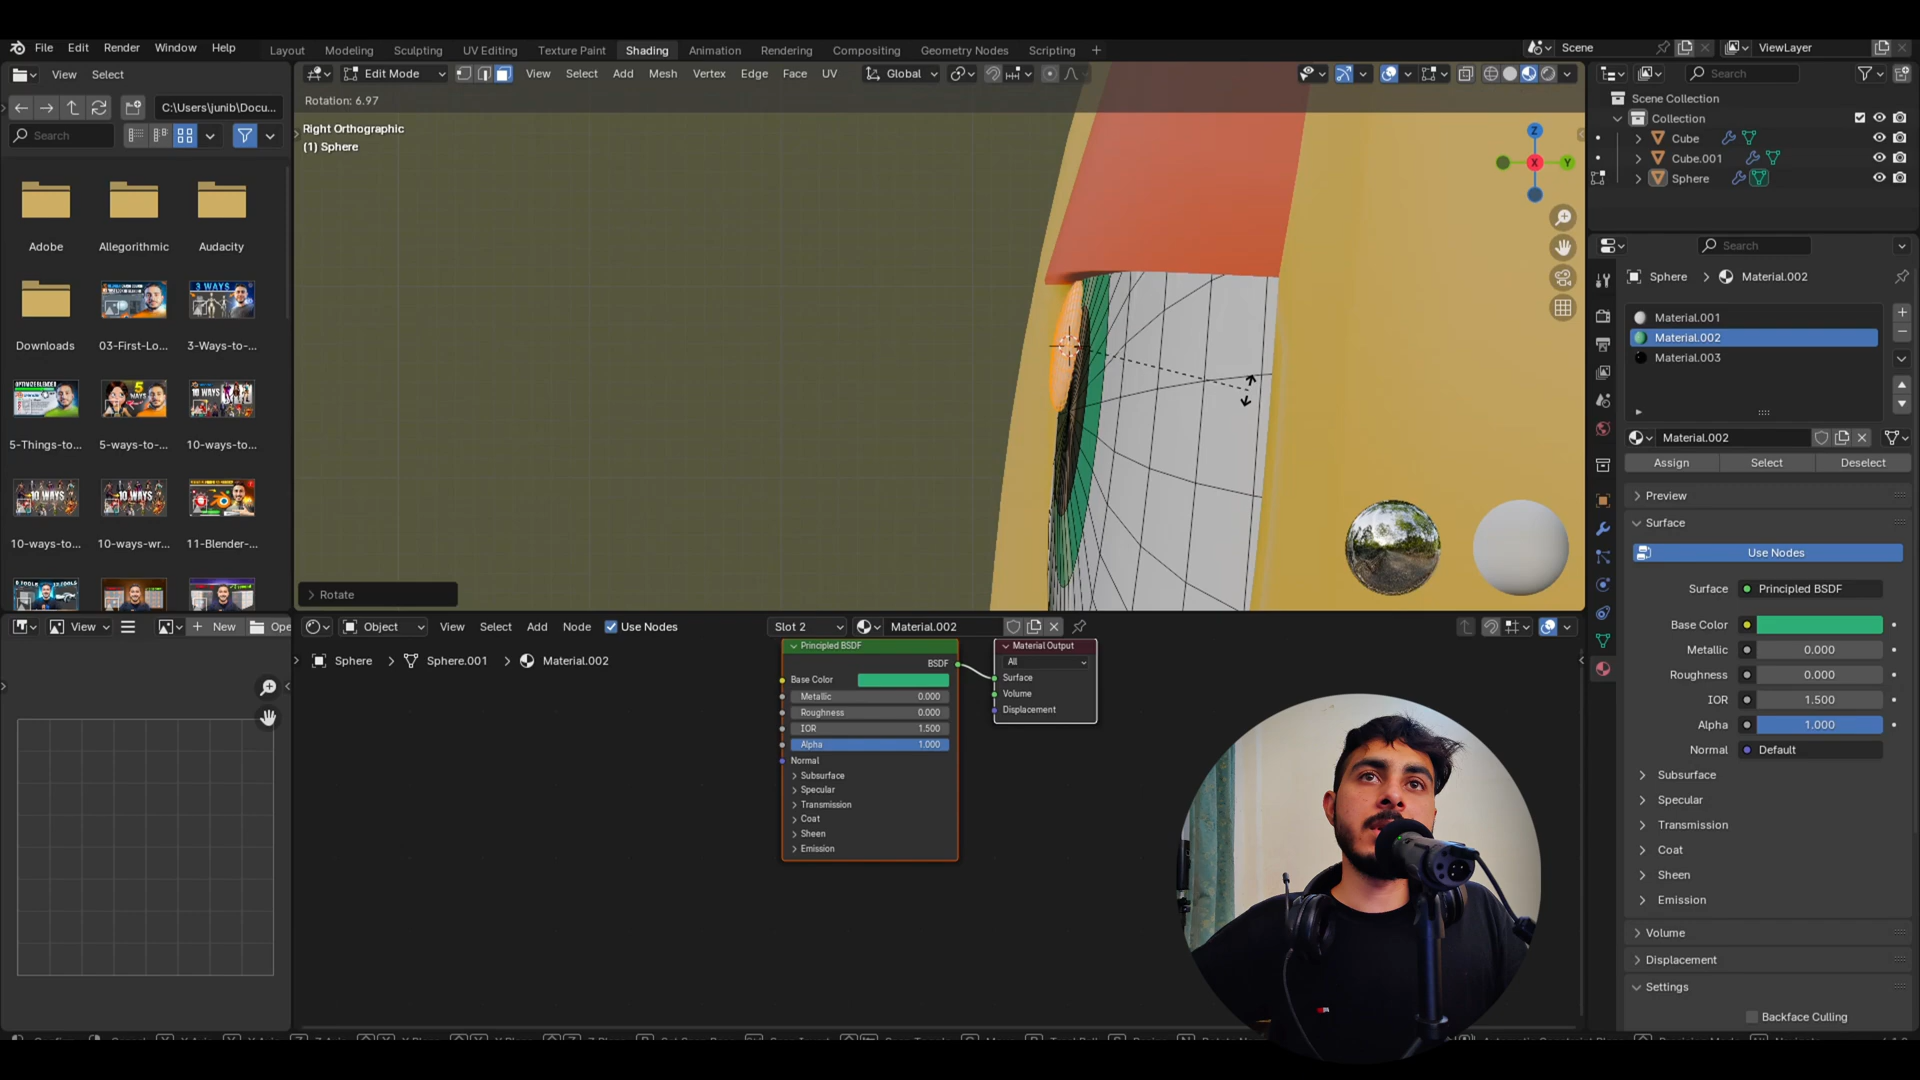 File Edit Render Window Help
Layout Modeling Sculpting UV Editing Texture Paint Shading Animation Rendering Compositing Geometry Nodes Scripting
Scene
ViewLayer
View Select
Edit Mode
View Select Add Mesh Vertex Edge Face UV
Global
Search
C:\Users\junib\Docu...
Search
Rotation: 6.97
Right Orthographic
(1) Sphere
Z
X
Y
Scene Collection
Collection
Cube
Cube.001
Sphere
Search
Sphere
Material.002
Material.001
Material.002
Material.003
Adobe
Allegorithmic
Audacity
Downloads
03-First-Lo...
3-Ways-to-...
5-Things-to...
5-ways-to-...
10-ways-to...
10-ways-to...
10-ways-wr...
11-Blender-...
Material.002
Assign
Select
Deselect
Preview
Surface
Use Nodes
Surface
Principled BSDF
Base Color
Metallic
0.000
Roughness
0.000
IOR
1.500
Alpha
1.000
Normal
Default
Subsurface
Specular
Transmission
Coat
Sheen
Emission
Volume
Displacement
Settings
Backface Culling
Rotate
View
New
Ope
Object
View Select Add Node
Use Nodes
Slot 2
Material.002
Sphere
Sphere.001
Material.002
Principled BSDF
BSDF
Base Color
Metallic
0.000
Roughness
0.000
IOR
1.500
Alpha
1.000
Normal
Subsurface
Specular
Transmission
Coat
Sheen
Emission
Material Output
All
Surface
Volume
Displacement